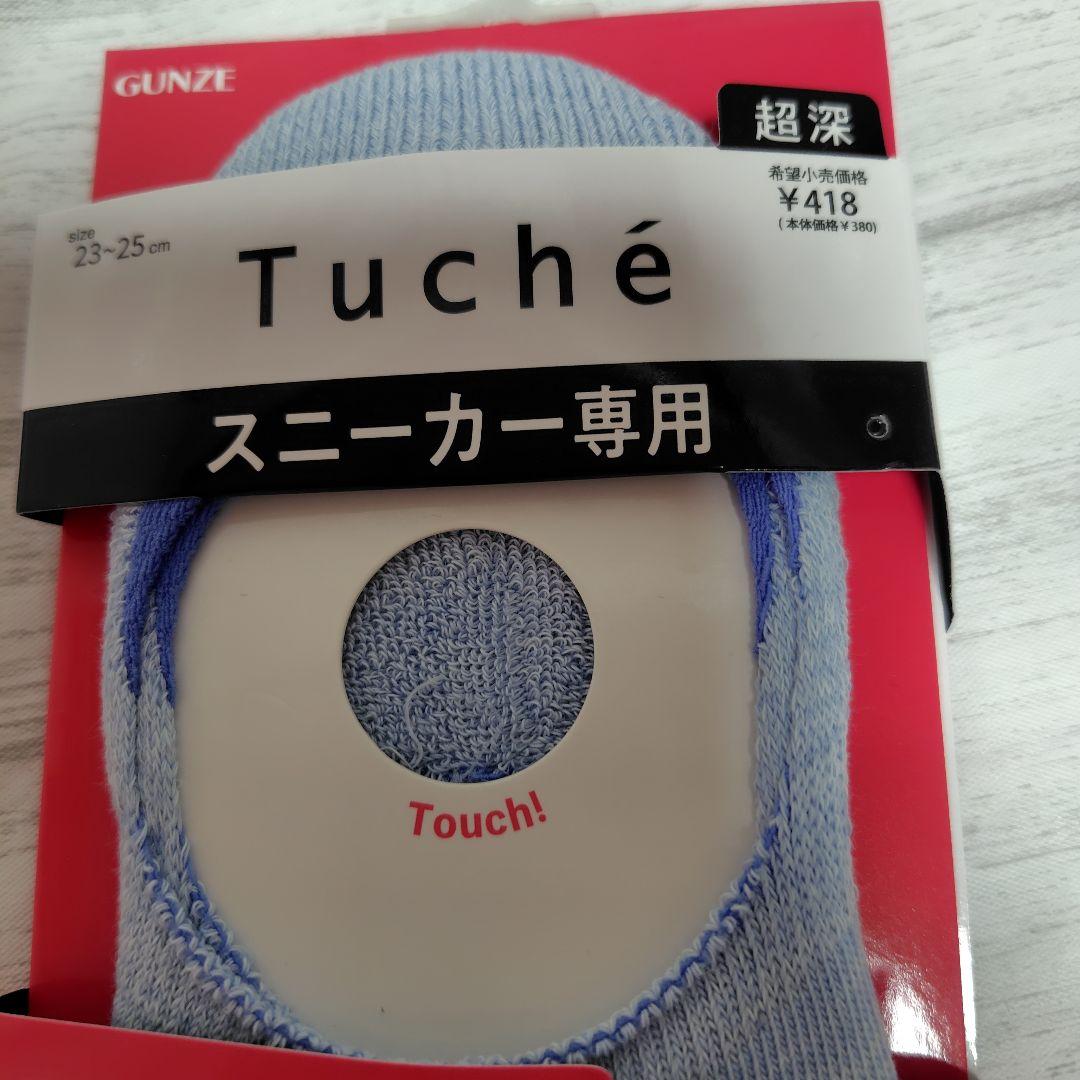 GUNZE
超深
希望小売価格
¥418
(本体価格¥380)
size
23~25cm
Tuché
スニーカー専用
Touch!